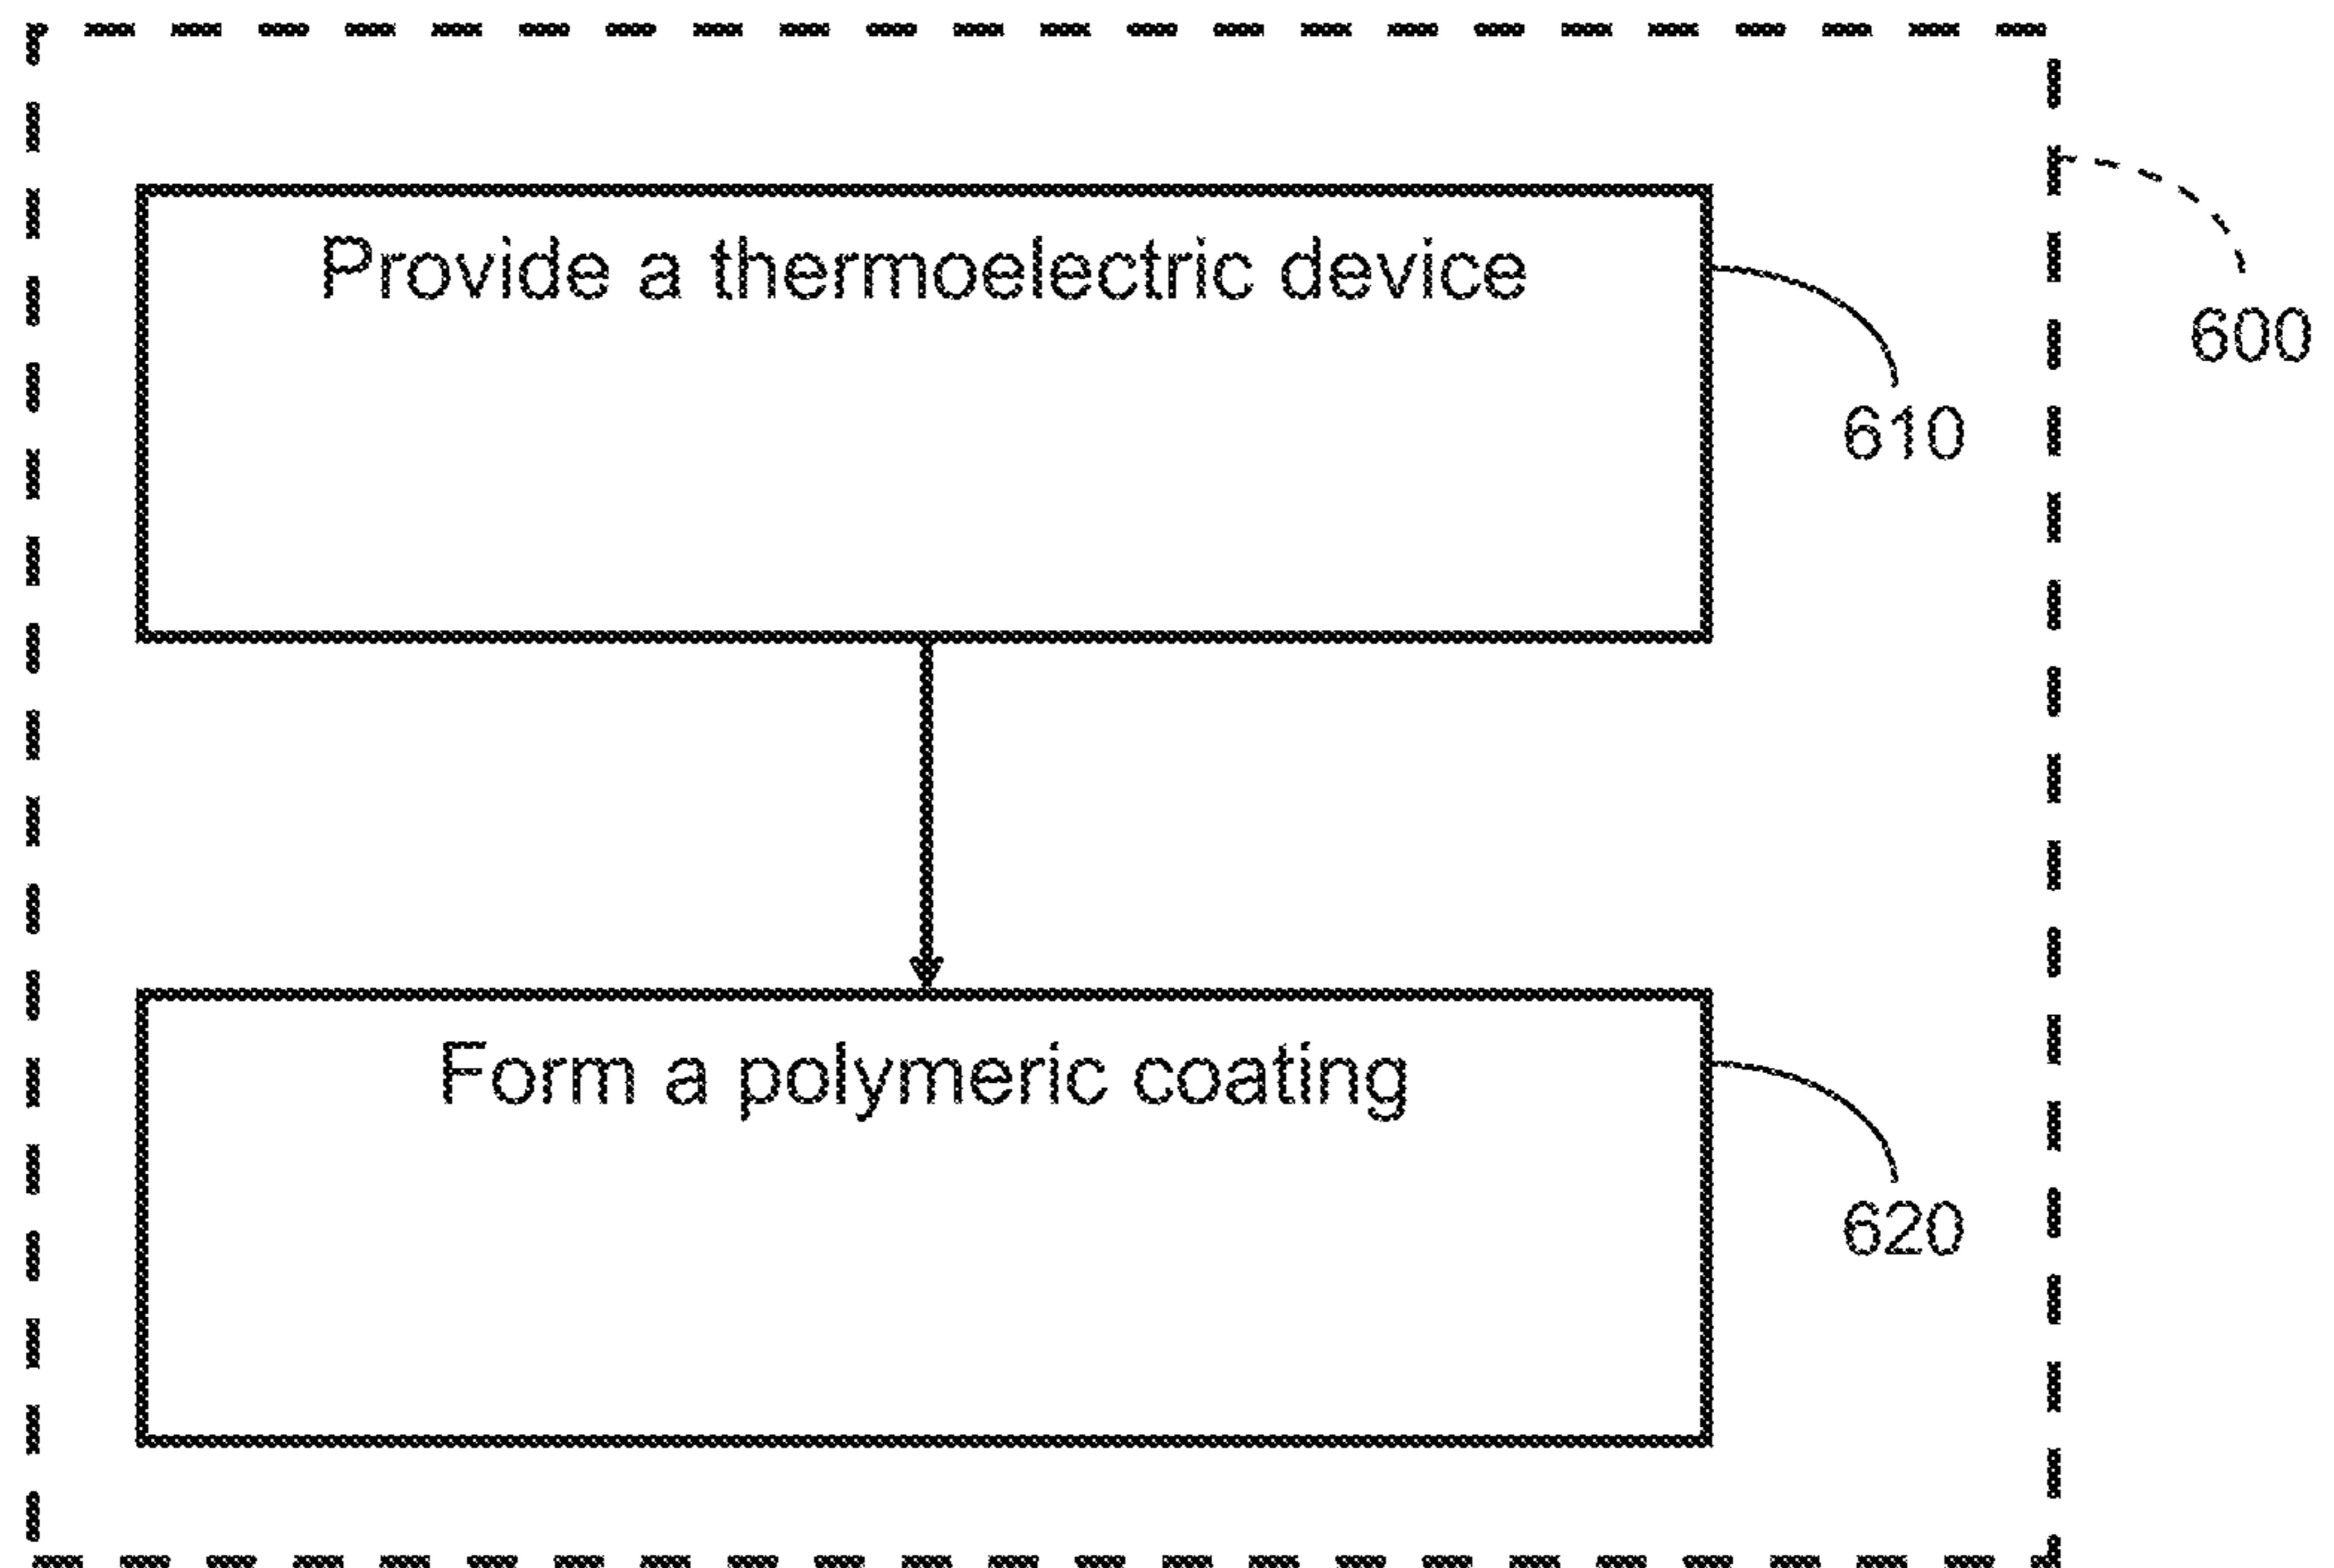 Provide a thermoelectric device
600
610
Form a polymeric coating
620